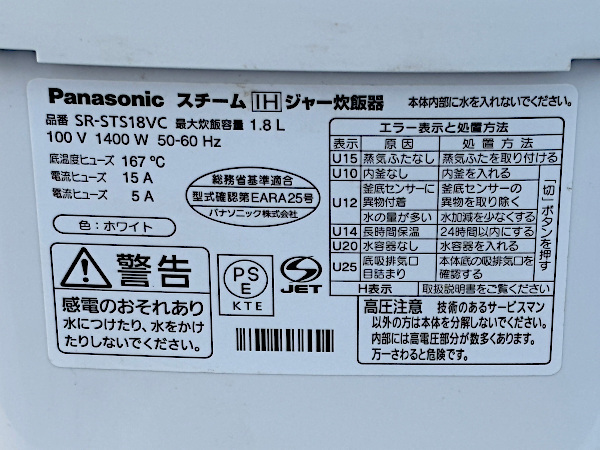 Panasonic スチーム IH ジャー炊飯器 本体内部に水を入れないでください。
品番 SR-STS18VC 最大炊飯容量 1.8 L
100 V 1400 W 50-60 Hz
底温度ヒューズ 167 ℃
電流ヒューズ 15 A
電流ヒューズ 5 A
総務省基準適合
型式確認第EARA25号
パナソニック株式会社
色：ホワイト
警告
感電のおそれあり
水につけたり、水をかけ
たりしないでください。
PS
E
KTE
JET
エラー表示と処置方法
表示 原因 処置方法
U15 蒸気ふたなし 蒸気ふたを取り付ける
U10 内釜なし 内釜を入れる
U12 釜底センサーに 釜底センサーの
異物付着 異物を取り除く
水の量が多い 水加減を少なくする
U14 長時間保温 24時間以内にする
U20 水容器なし 水容器を入れる
U25 底吸排気口 本体底の吸排気口を
目詰まり 確認する
「切」ボタンを押す
H表示 取扱説明書をご覧ください。
高圧注意 技術のあるサービスマン
以外の方は本体を分解しないでください。
内部には高電圧部分が数多くあり、
万一さわると危険です。